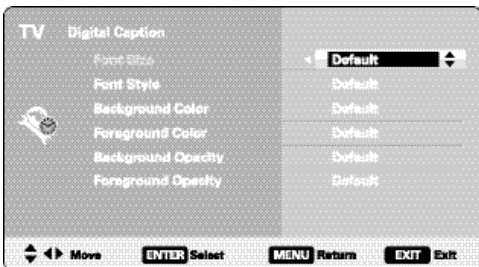 TV Digital Caption
Font Size Default
Font Style Default
Background Color Default
Foreground Color Default
Background Opacity Default
Foreground Opacity Default
Move ENTER Select MENU Return EXIT Exit